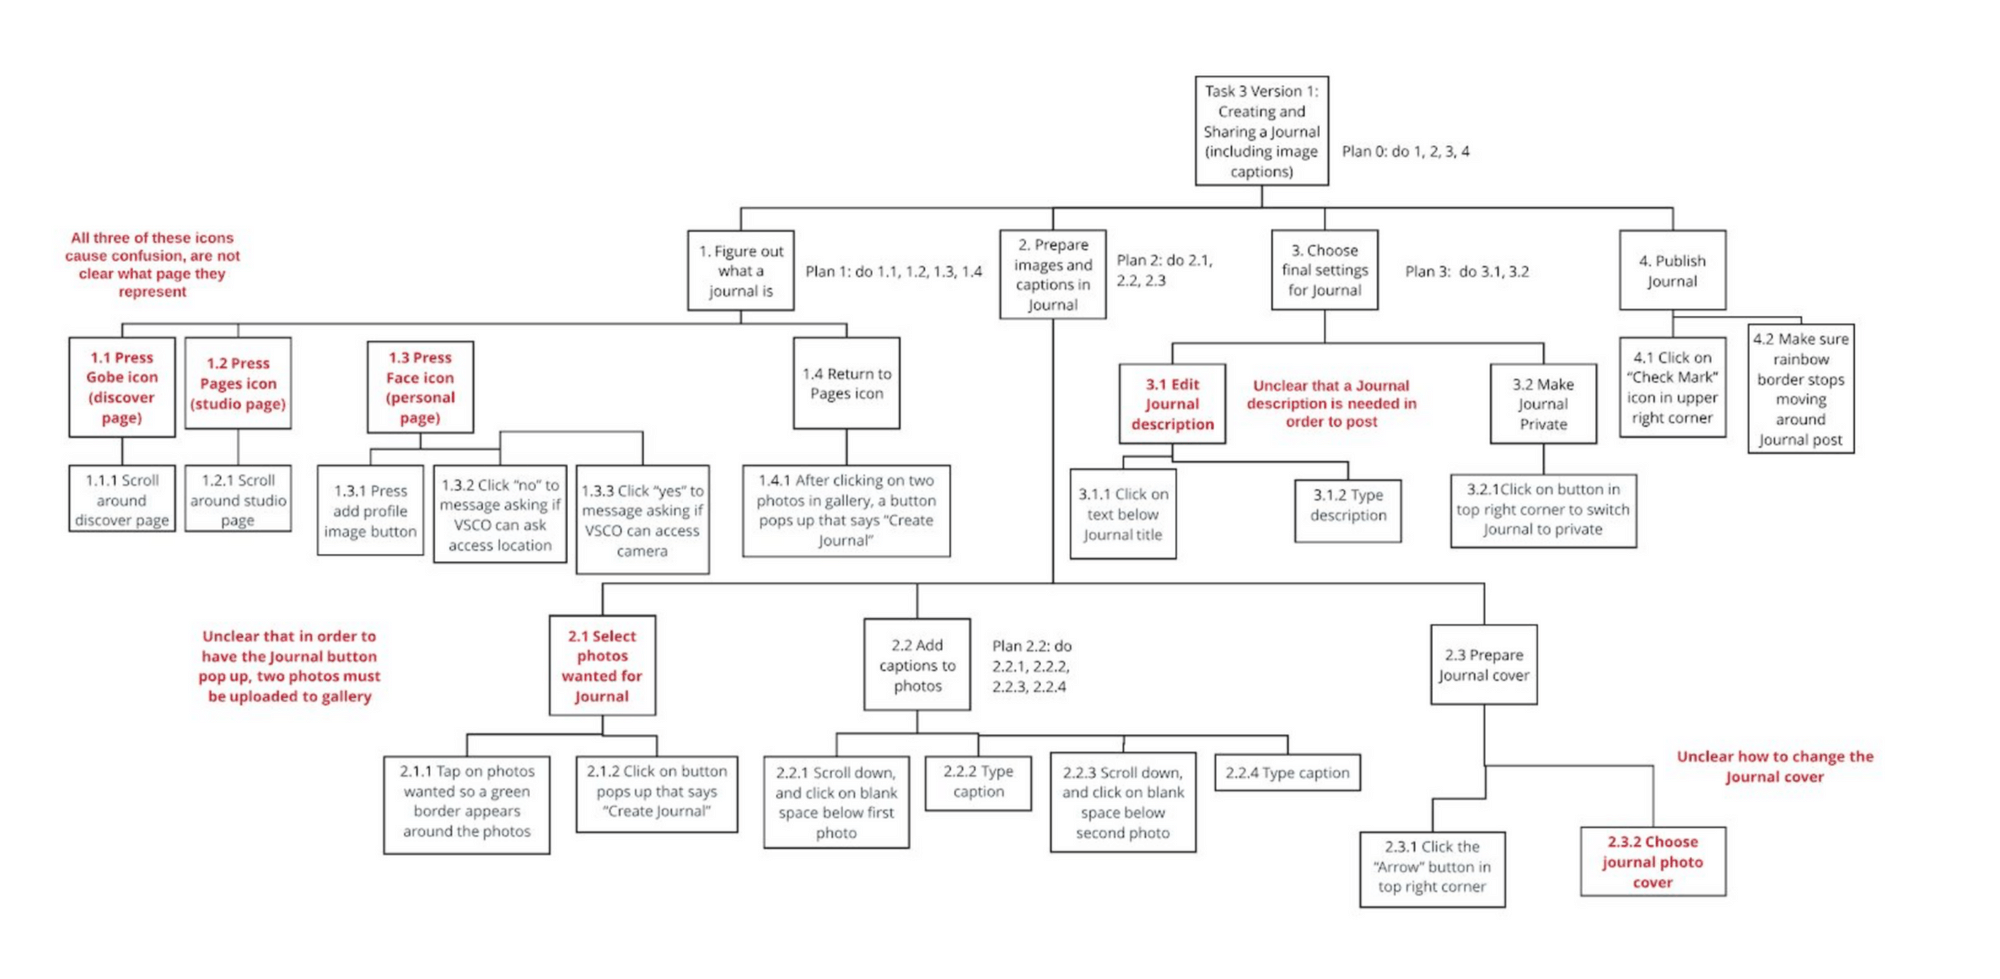 Task 3 Version 1:
Creating and
Sharing a Journal
(including image
captions)
Plan 0: do 1, 2, 3, 4
All three of these icons
cause confusion, are not
clear what page they
represent
1. Figure out
what a
journal is
Plan 1: do 1.1, 1.2, 1.3, 1.4
2. Prepare
images and
captions in
Journal
Plan 2: do 2.1,
2.2, 2.3
3. Choose
final settings
for Journal
Plan 3:  do 3.1, 3.2
4. Publish
Journal
1.1 Press
Gobe icon
(discover
page)
1.2 Press
Pages icon
(studio page)
1.3 Press
Face icon
(personal
page)
1.4 Return to
Pages icon
3.1 Edit
Journal
description
Unclear that a Journal
description is needed in
order to post
3.2 Make
Journal
Private
4.1 Click on
“Check Mark”
icon in upper
right corner
4.2 Make sure
rainbow
border stops
moving
around
Journal post
1.1.1 Scroll
around
discover page
1.2.1 Scroll
around studio
page
1.3.1 Press
add profile
image button
1.3.2 Click “no” to
message asking if
VSCO can ask
access location
1.3.3 Click “yes” to
message asking if
VSCO can access
camera
1.4.1 After clicking on two
photos in gallery, a button
pops up that says “Create
Journal”
3.1.1 Click on
text below
Journal title
3.1.2 Type
description
3.2.1Click on button in
top right corner to switch
Journal to private
Unclear that in order to
have the Journal button
pop up, two photos must
be uploaded to gallery
2.1 Select
photos
wanted for
Journal
2.2 Add
captions to
photos
Plan 2.2: do
2.2.1, 2.2.2,
2.2.3, 2.2.4
2.3 Prepare
Journal cover
2.1.1 Tap on photos
wanted so a green
border appears
around the photos
2.1.2 Click on button
pops up that says
“Create Journal”
2.2.1 Scroll down,
and click on blank
space below first
photo
2.2.2 Type
caption
2.2.3 Scroll down,
and click on blank
space below
second photo
2.2.4 Type caption
Unclear how to change the
Journal cover
2.3.1 Click the
“Arrow” button in
top right corner
2.3.2 Choose
journal photo
cover